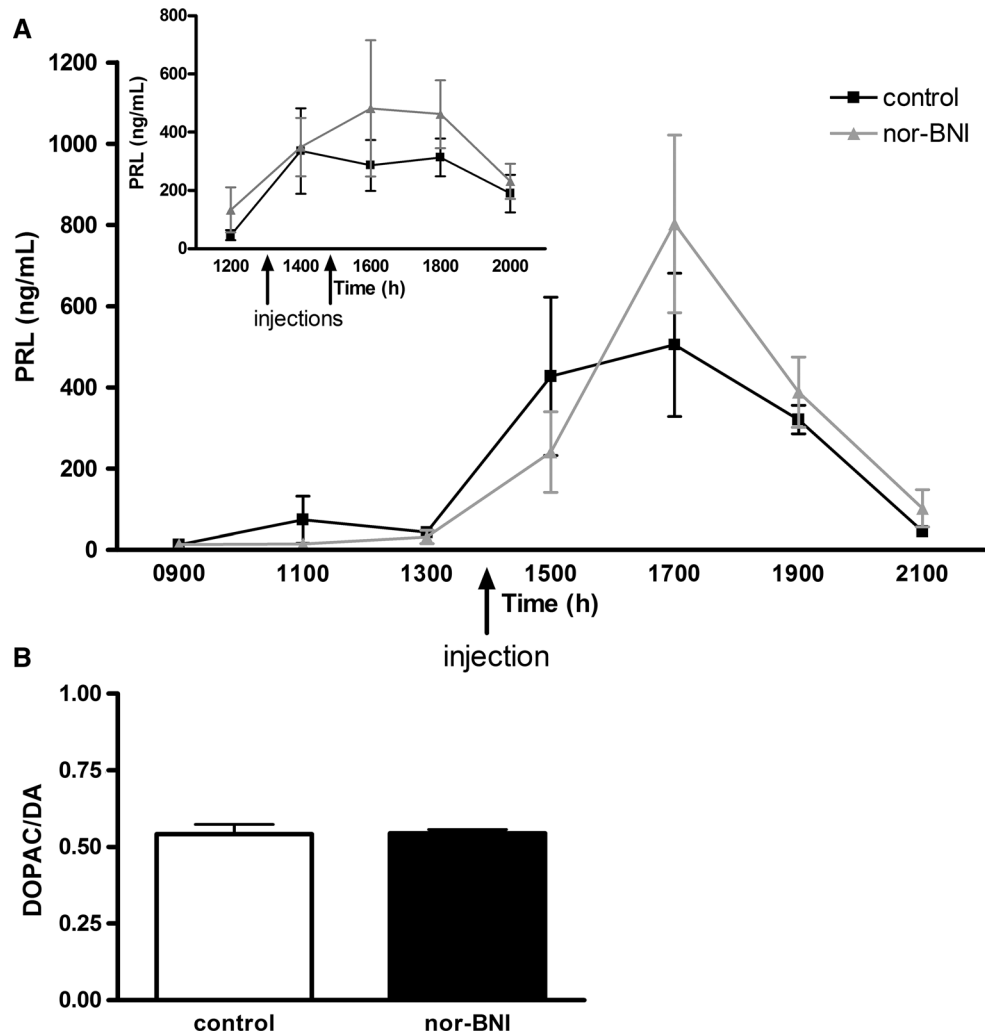 A
PRL (ng/mL)
1200
1000
800
600
400
200
0
0900 1100 1300 1500 1700 1900 2100
Time (h)
injection
control
nor-BNI
PRL (ng/mL)
800
600
400
200
0
1200 1400 1600 1800 2000
Time (h)
injections
B
DOPAC/DA
1.00
0.75
0.50
0.25
0.00
control nor-BNI